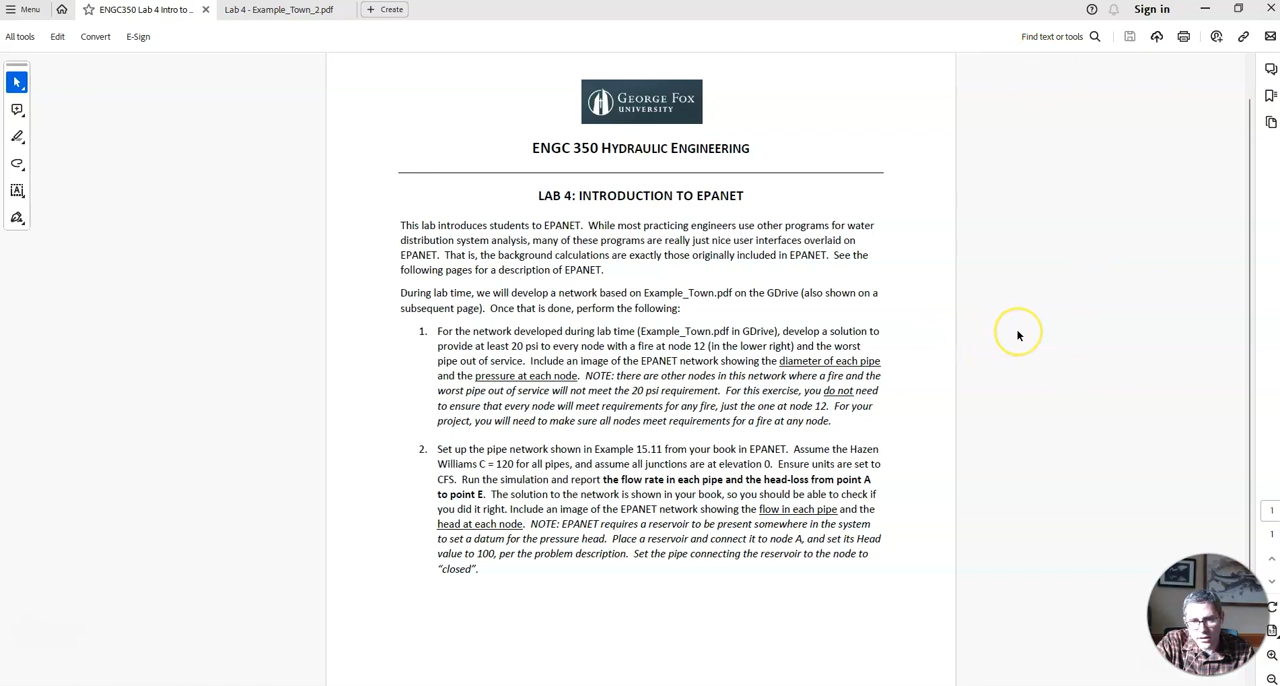 Menu
ENGC350 Lab 4 Intro to ...
Lab 4 - Example_Town_2.pdf
Create
Sign in
All tools
Edit
Convert
E-Sign
Find text or tools
GEORGE FOX
UNIVERSITY
ENGC 350 HYDRAULIC ENGINEERING
LAB 4: INTRODUCTION TO EPANET
This lab introduces students to EPANET. While most practicing engineers use other programs for water
distribution system analysis, many of these programs are really just nice user interfaces overlaid on
EPANET. That is, the background calculations are exactly those originally included in EPANET. See the
following pages for a description of EPANET.
During lab time, we will develop a network based on Example_Town.pdf on the GDrive (also shown on a
subsequent page). Once that is done, perform the following:
1. For the network developed during lab time (Example_Town.pdf in GDrive), develop a solution to
provide at least 20 psi to every node with a fire at node 12 (in the lower right) and the worst
pipe out of service. Include an image of the EPANET network showing the diameter of each pipe
and the pressure at each node. NOTE: there are other nodes in this network where a fire and the
worst pipe out of service will not meet the 20 psi requirement. For this exercise, you do not need
to ensure that every node will meet requirements for any fire, just the one at node 12. For your
project, you will need to make sure all nodes meet requirements for a fire at any node.
2. Set up the pipe network shown in Example 15.11 from your book in EPANET. Assume the Hazen
Williams C = 120 for all pipes, and assume all junctions are at elevation 0. Ensure units are set to
CFS. Run the simulation and report the flow rate in each pipe and the head-loss from point A
to point E. The solution to the network is shown in your book, so you should be able to check if
you did it right. Include an image of the EPANET network showing the flow in each pipe and the
head at each node. NOTE: EPANET requires a reservoir to be present somewhere in the system
to set a datum for the pressure head. Place a reservoir and connect it to node A, and set its Head
value to 100, per the problem description. Set the pipe connecting the reservoir to the node to
“closed”.
1
1